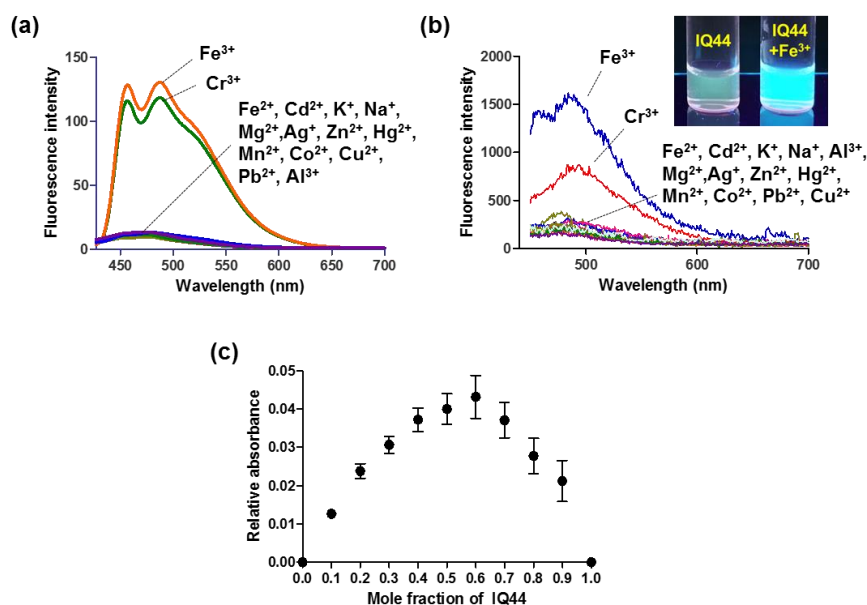 (a)
Fluorescence intensity
150
100
50
0
Fe³⁺
Cr³⁺
Fe²⁺, Cd²⁺, K⁺, Na⁺,
Mg²⁺,Ag⁺, Zn²⁺, Hg²⁺,
Mn²⁺, Co²⁺, Cu²⁺,
Pb²⁺, Al³⁺
450 500 550 600 650 700
Wavelength (nm)
(b)
Fluorescence intensity
2000
1500
1000
500
0
IQ44
IQ44
+Fe³⁺
Fe³⁺
Cr³⁺
Fe²⁺, Cd²⁺, K⁺, Na⁺, Al³⁺,
Mg²⁺,Ag⁺, Zn²⁺, Hg²⁺,
Mn²⁺, Co²⁺, Pb²⁺, Cu²⁺
500 600 700
Wavelength (nm)
(c)
Relative absorbance
0.05
0.04
0.03
0.02
0.01
0.00
0.0 0.1 0.2 0.3 0.4 0.5 0.6 0.7 0.8 0.9 1.0
Mole fraction of IQ44